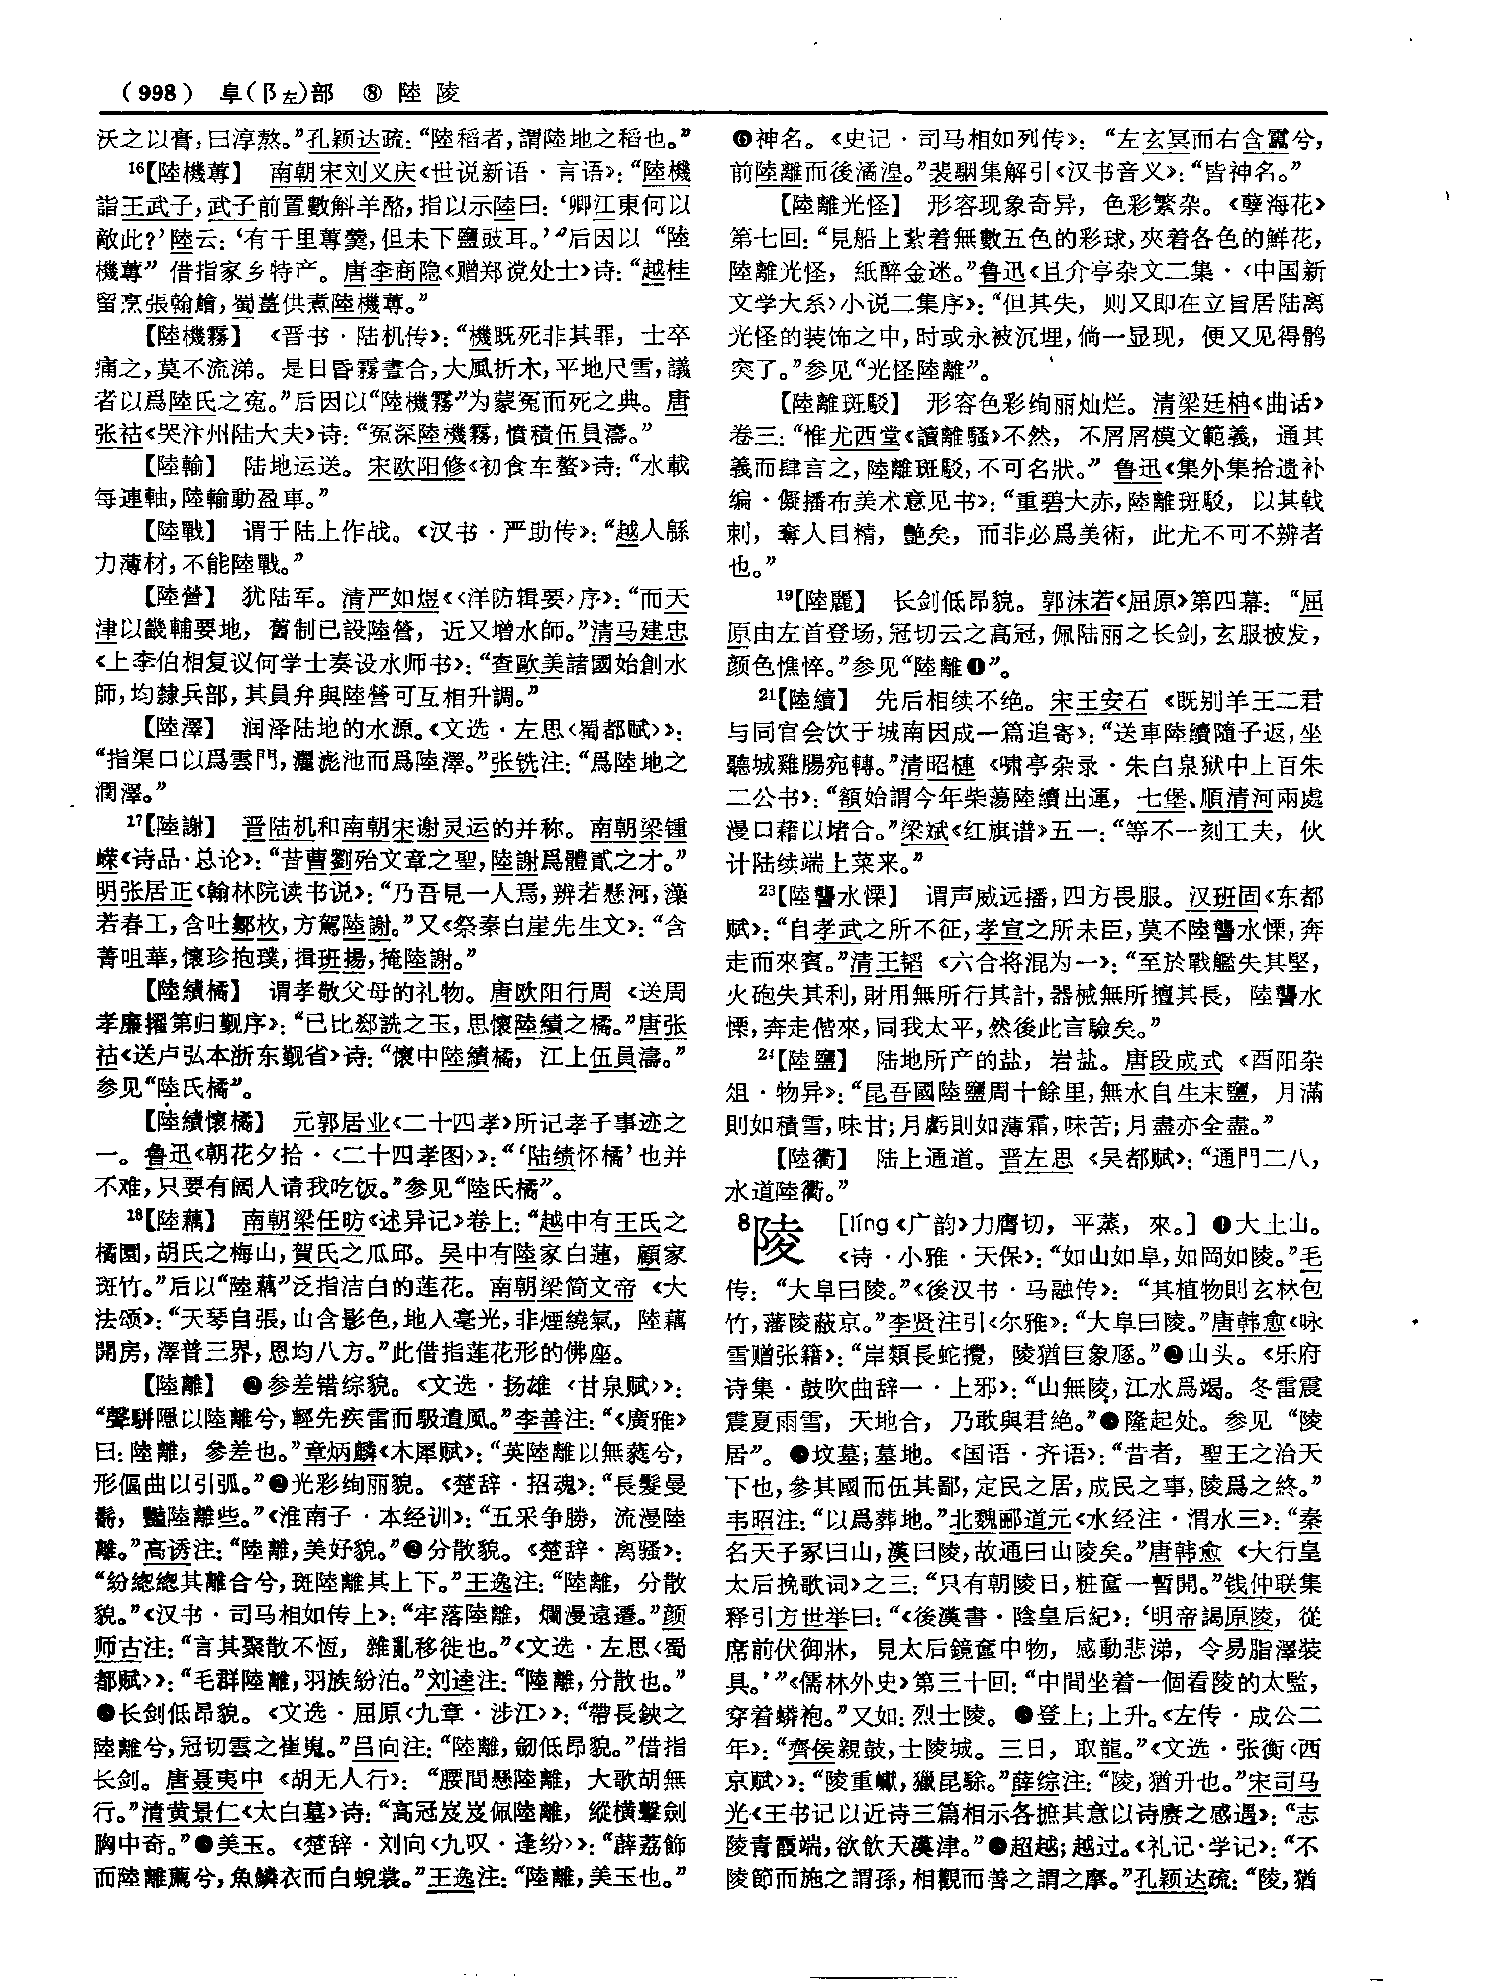 （998） 阜(阝左)部 ⑧ 陸 陵
沃之以膏，曰淳熬。”孔颖达疏：“陸稻者，謂陸地之稻也。”
16【陸機蓴】 南朝宋刘义庆《世说新语·言语》：“陸機
詣王武子，武子前置數斛羊酪，指以示陸曰：‘卿江東何以
敵此？’陸云：‘有千里蓴羹，但未下鹽豉耳。’”后因以“陸
機蓴”借指家乡特产。唐李商隐《赠郑谠处士》诗：“越桂
留烹張翰鱠，蜀薑供煮陸機蓴。”
【陸機霧】 《晋书·陆机传》：“機既死非其罪，士卒
痛之，莫不流涕。是日昏霧晝合，大風折木，平地尺雪，議
者以爲陸氏之寃。”后因以“陸機霧”为蒙冤而死之典。唐
张祜《哭汴州陆大夫》诗：“冤深陸機霧，憤積伍員濤。”
【陸輸】 陆地运送。宋欧阳修《初食车螯》诗：“水載
每連軸，陸輸動盈車。”
【陸戰】 谓于陆上作战。《汉书·严助传》：“越人緜
力薄材，不能陸戰。”
【陸營】 犹陆军。清严如煜《〈洋防辑要〉序》：“而天
津以畿輔要地，舊制已設陸營，近又增水師。”清马建忠
《上李伯相复议何学士奏设水师书》：“查歐美諸國始創水
師，均隸兵部，其員弁與陸營可互相升調。”
【陸澤】 润泽陆地的水源。《文选·左思〈蜀都赋〉》：
“指渠口以爲雲門，灑滮池而爲陸澤。”张铣注：“爲陸地之
潤澤。”
17【陸謝】 晋陆机和南朝宋谢灵运的并称。南朝梁锺
嵘《诗品·总论》：“昔曹劉殆文章之聖，陸謝爲體貳之才。”
明张居正《翰林院读书说》：“乃吾見一人焉，辨若懸河，藻
若春工，含吐鄒枚，方駕陸謝。”又《祭秦白崖先生文》：“含
菁咀華，懷珍抱璞，揖班揚，掩陸謝。”
【陸績橘】 谓孝敬父母的礼物。唐欧阳行周《送周
孝廉擢第归觐序》：“已比郄詵之玉，思懷陸績之橘。”唐张
祜《送卢弘本浙东觐省》诗：“懷中陸績橘，江上伍員濤。”
参见“陸氏橘”。
【陸績懷橘】 元郭居业《二十四孝》所记孝子事迹之
一。鲁迅《朝花夕拾·〈二十四孝图〉》：“‘陆绩怀橘’也并
不难，只要有阔人请我吃饭。”参见“陸氏橘”。
18【陸藕】 南朝梁任昉《述异记》卷上：“越中有王氏之
橘園，胡氏之梅山，賀氏之瓜邱。吴中有陸家白蓮，顧家
斑竹。”后以“陸藕”泛指洁白的莲花。南朝梁简文帝《大
法颂》：“天琴自張，山含影色，地入毫光，非煙繞氣，陸藕
開房，澤普三界，恩均八方。”此借指莲花形的佛座。
【陸離】 ❶参差错综貌。《文选·扬雄〈甘泉赋〉》：
“聲駍隱以陸離兮，輕先疾雷而馺遺風。”李善注：“《廣雅》
曰：陸離，參差也。”章炳麟《木犀赋》：“英陸離以無蕤兮，
形傴曲以引弧。”❷光彩绚丽貌。《楚辞·招魂》：“長髮曼
鬋，豔陸離些。”《淮南子·本经训》：“五采争勝，流漫陸
離。”高诱注：“陸離，美好貌。”❸分散貌。《楚辞·离骚》：
“紛緫緫其離合兮，斑陸離其上下。”王逸注：“陸離，分散
貌。”《汉书·司马相如传上》：“牢落陸離，爛漫遠遷。”颜
师古注：“言其聚散不恆，雜亂移徙也。”《文选·左思〈蜀
都赋〉》：“毛群陸離，羽族紛泊。”刘逵注：“陸離，分散也。”
❹长剑低昂貌。《文选·屈原〈九章·涉江〉》：“帶長鋏之
陸離兮，冠切雲之崔嵬。”吕向注：“陸離，劒低昂貌。”借指
长剑。唐聂夷中《胡无人行》：“腰間懸陸離，大歌胡無
行。”清黄景仁《太白墓》诗：“高冠岌岌佩陸離，縱横擊劍
胸中奇。”❺美玉。《楚辞·刘向〈九叹·逢纷〉》：“薜荔飾
而陸離薦兮，魚鱗衣而白蜺裳。”王逸注：“陸離，美玉也。”
❻神名。《史记·司马相如列传》：“左玄冥而右含靁兮，
前陸離而後潏湟。”裴駰集解引《汉书音义》：“皆神名。”
【陸離光怪】 形容现象奇异，色彩繁杂。《孽海花》
第七回：“見船上紮着無數五色的彩球，夾着各色的鮮花，
陸離光怪，紙醉金迷。”鲁迅《且介亭杂文二集·〈中国新
文学大系〉小说二集序》：“但其失，则又即在立旨居陆离
光怪的装饰之中，时或永被沉埋，倘一显现，便又见得鹘
突了。”参见“光怪陸離”。
【陸離斑駁】 形容色彩绚丽灿烂。清梁廷枏《曲话》
卷三：“惟尤西堂《讀離騷》不然，不屑屑模文範義，通其
義而肆言之，陸離斑駁，不可名狀。”鲁迅《集外集拾遗补
编·儗播布美术意见书》：“重碧大赤，陸離斑駁，以其戟
刺，奪人目精，艷矣，而非必爲美術，此尤不可不辨者
也。”
19【陸麗】 长剑低昂貌。郭沫若《屈原》第四幕：“屈
原由左首登场，冠切云之高冠，佩陆丽之长剑，玄服披发，
颜色憔悴。”参见“陸離❶”。
21【陸續】 先后相续不绝。宋王安石《既别羊王二君
与同官会饮于城南因成一篇追寄》：“送車陸續隨子返，坐
聽城雞腸宛轉。”清昭槤《啸亭杂录·朱白泉狱中上百朱
二公书》：“額始謂今年柴蕩陸續出運，七堡、順清河兩處
漫口藉以堵合。”梁斌《红旗谱》五一：“等不一刻工夫，伙
计陆续端上菜来。”
23【陸讋水慄】 谓声威远播，四方畏服。汉班固《东都
赋》：“自孝武之所不征，孝宣之所未臣，莫不陸讋水慄，奔
走而來賓。”清王韬《六合将混为一》：“至於戰艦失其堅，
火砲失其利，財用無所行其計，器械無所擅其長，陸讋水
慄，奔走偕來，同我太平，然後此言驗矣。”
24【陸鹽】 陆地所产的盐，岩盐。唐段成式《酉阳杂
俎·物异》：“昆吾國陸鹽周十餘里，無水自生末鹽，月滿
則如積雪，味甘；月虧則如薄霜，味苦；月盡亦全盡。”
【陸衢】 陆上通道。晋左思《吴都赋》：“通門二八，
水道陸衢。”
8陵 [líng《广韵》力膺切，平蒸，來。]❶大土山。
《诗·小雅·天保》：“如山如阜，如岡如陵。”毛
传：“大阜曰陵。”《後汉书·马融传》：“其植物則玄林包
竹，藩陵蔽京。”李贤注引《尔雅》：“大阜曰陵。”唐韩愈《咏
雪赠张籍》：“岸類長蛇攪，陵猶巨象豗。”❷山头。《乐府
诗集·鼓吹曲辞一·上邪》：“山無陵，江水爲竭。冬雷震
震夏雨雪，天地合，乃敢與君絶。”❸隆起处。参见“陵
居”。❹坟墓；墓地。《国语·齐语》：“昔者，聖王之治天
下也，參其國而伍其鄙，定民之居，成民之事，陵爲之終。”
韦昭注：“以爲葬地。”北魏郦道元《水经注·渭水三》：“秦
名天子冢曰山，漢曰陵，故通曰山陵矣。”唐韩愈《大行皇
太后挽歌词》之三：“只有朝陵日，粧奩一暫開。”钱仲联集
释引方世举曰：“《後漢書·陰皇后紀》：‘明帝謁原陵，從
席前伏御牀，見太后鏡奩中物，感動悲涕，令易脂澤裝
具。’”《儒林外史》第三十回：“中間坐着一個看陵的太監，
穿着蟒袍。”又如：烈士陵。❺登上；上升。《左传·成公二
年》：“齊侯親鼓，士陵城。三日，取龍。”《文选·张衡〈西
京赋〉》：“陵重巘，獵昆駼。”薛综注：“陵，猶升也。”宋司马
光《王书记以近诗三篇相示各摭其意以诗赓之感遇》：“志
陵青霞端，欲飲天漢津。”❻超越；越过。《礼记·学记》：“不
陵節而施之謂孫，相觀而善之謂之摩。”孔颖达疏：“陵，猶